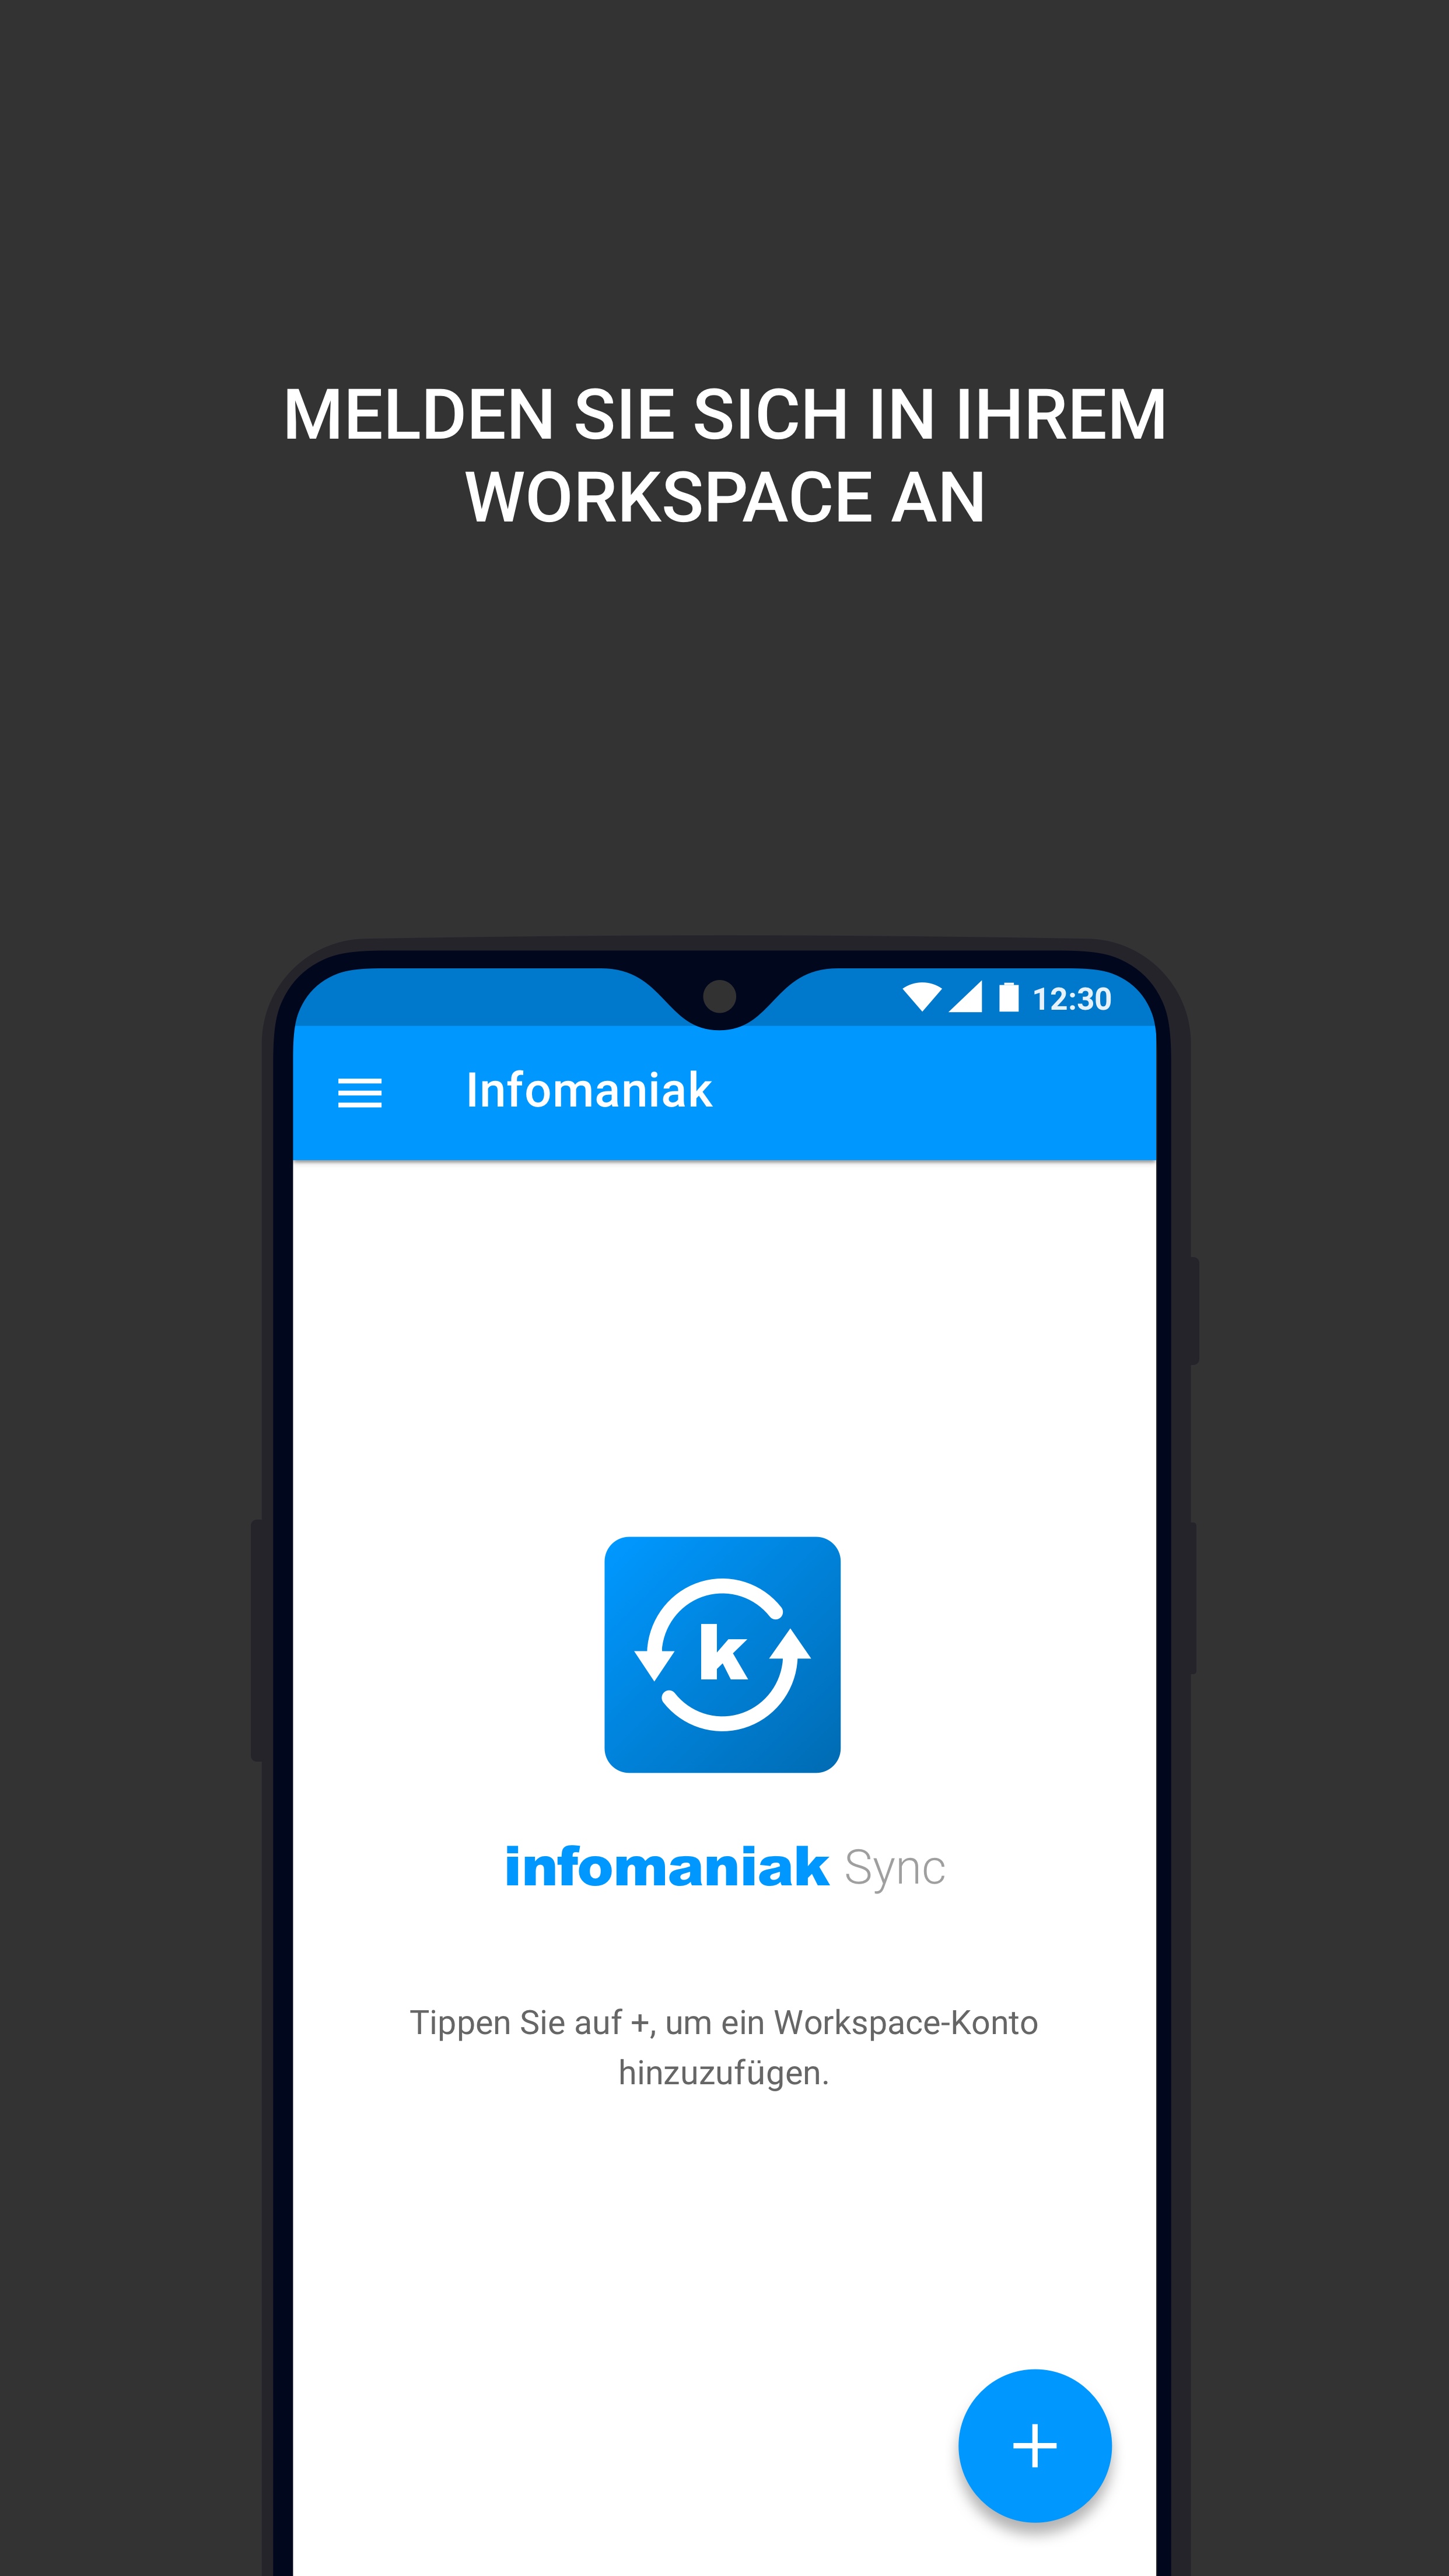 MELDEN SIE SICH IN IHREM
WORKSPACE AN
12:30
Infomaniak
k
infomaniak Sync
Tippen Sie auf +, um ein Workspace-Konto
hinzuzufügen.
+